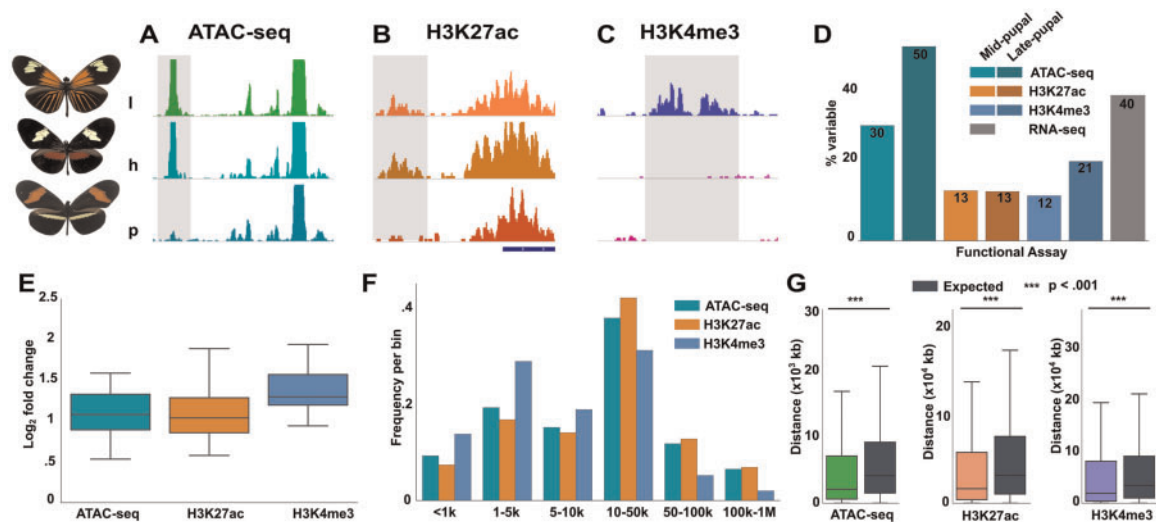 A ATAC-seq
B H3K27ac
C H3K4me3
l
h
p
D
Mid-pupal
Late-pupal
ATAC-seq
H3K27ac
H3K4me3
RNA-seq
% variable
40
20
0
30
50
13
13
12
21
40
Functional Assay
E
Log2 fold change
2.5
2
1.5
1
.5
0
ATAC-seq
H3K27ac
H3K4me3
F
Frequency per bin
.4
.2
0
ATAC-seq
H3K27ac
H3K4me3
<1k
1-5k
5-10k
10-50k
50-100k
100k-1M
G
Expected *** p < .001
***
Distance (x10³ kb)
30
20
10
0
ATAC-seq
***
Distance (x10⁴ kb)
20
10
0
H3K27ac
***
Distance (x10⁴ kb)
30
20
10
0
H3K4me3